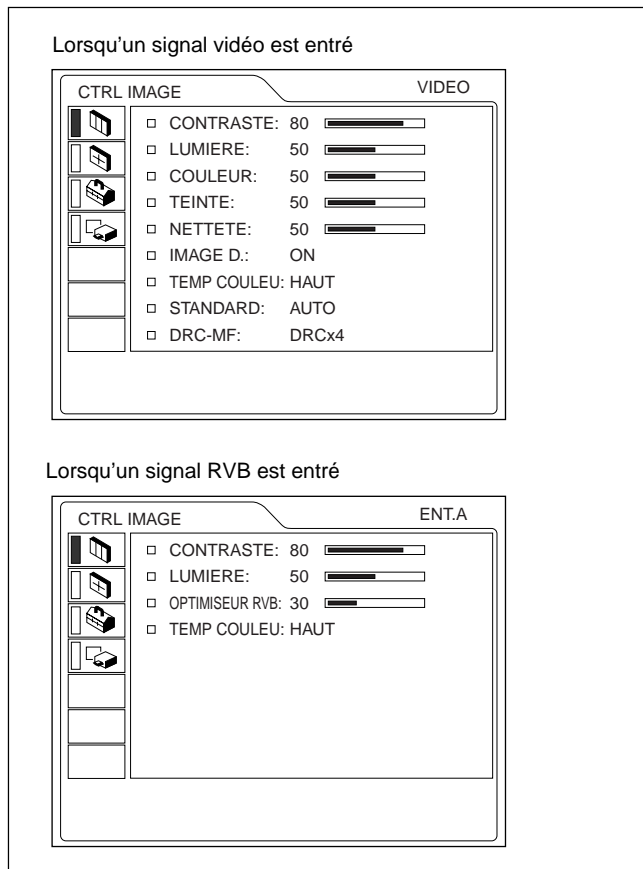 Lorsqu'un signal vidéo est entré
CTRL IMAGE VIDEO
CONTRASTE: 80
LUMIERE: 50
COULEUR: 50
TEINTE: 50
NETTETE: 50
IMAGE D.: ON
TEMP COULEU: HAUT
STANDARD: AUTO
DRC-MF: DRCx4
Lorsqu'un signal RVB est entré
CTRL IMAGE ENT.A
CONTRASTE: 80
LUMIERE: 50
OPTIMISEUR RVB: 30
TEMP COULEU: HAUT